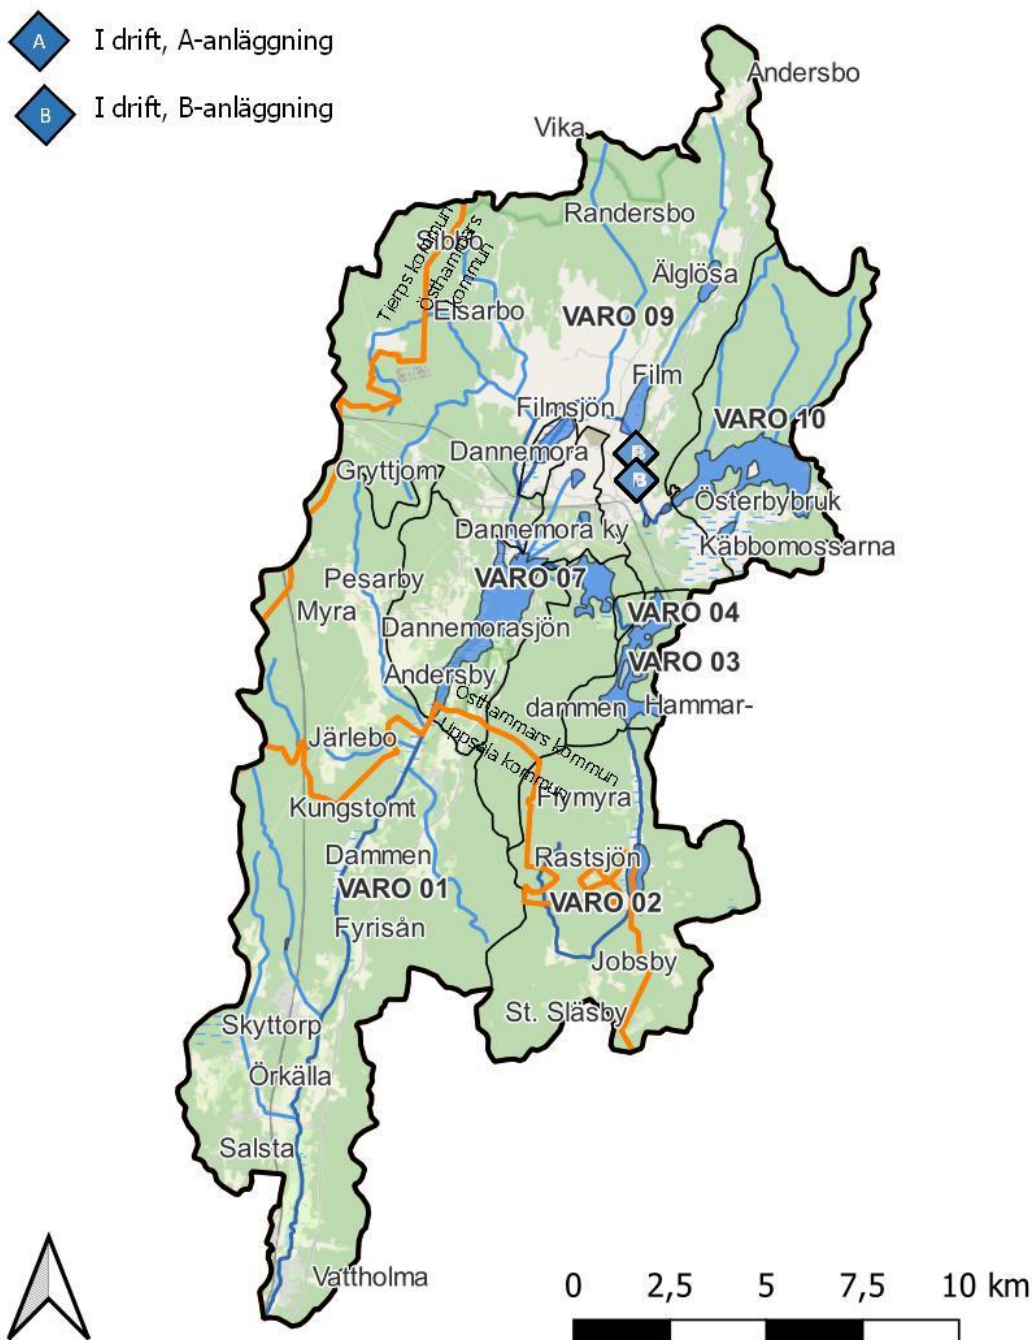 A I drift, A-anläggning
B I drift, B-anläggning
Andersbo
Vika
Randersbo
Sibbo
Tierps kommun
Östhammars
kommun
Älglösa
Elsarbo
VARO 09
Film
Filmsjön
VARO 10
Dannemora
B
B
Gryttjom
Österbybruk
Dannemora ky
Käbbomossarna
Pesarby
VARO 07
Myra
VARO 04
Dannemorasjön
VARO 03
Andersby
dammen
Hammar-
Östhammars kommun
Uppsala kommun
Järlebo
Flymyra
Kungstomt
Dammen
Rastsjön
VARO 01
VARO 02
Fyrisån
Jobsby
St. Släsby
Skyttorp
Örkälla
Salsta
Vattholma
0 2,5 5 7,5 10 km